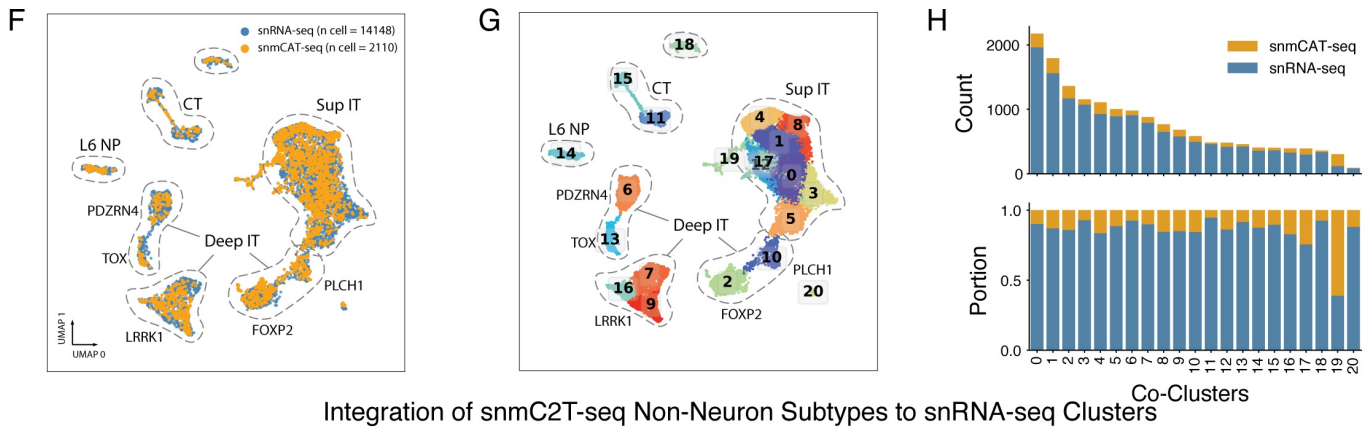 F
snRNA-seq (n cell = 14148)
snmCAT-seq (n cell = 2110)
CT
Sup IT
L6 NP
PDZRN4
Deep IT
TOX
PLCH1
LRRK1
FOXP2
UMAP 1
UMAP 0
G
18
15
CT
11
Sup IT
4
8
1
L6 NP
14
19
17
0
6
3
PDZRN4
5
Deep IT
TOX
13
10
PLCH1
7
2
16
20
9
LRRK1
FOXP2
H
snmCAT-seq
snRNA-seq
Count
2000
1000
0
Portion
1.0
0.5
0.0
0 1 2 3 4 5 6 7 8 9 10 11 12 13 14 15 16 17 18 19 20
Co-Clusters
Integration of snmC2T-seq Non-Neuron Subtypes to snRNA-seq Clusters